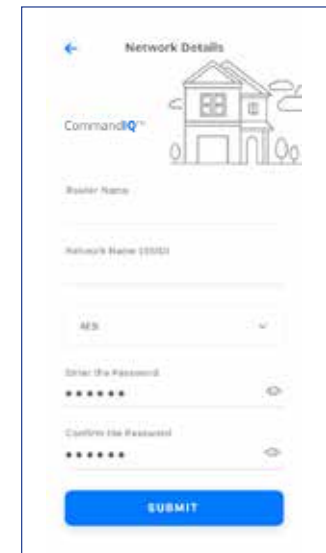 Network Details
CommandIQ™
Router Name
Network Name (SSID)
AES
Enter the Password
Confirm the Password
SUBMIT